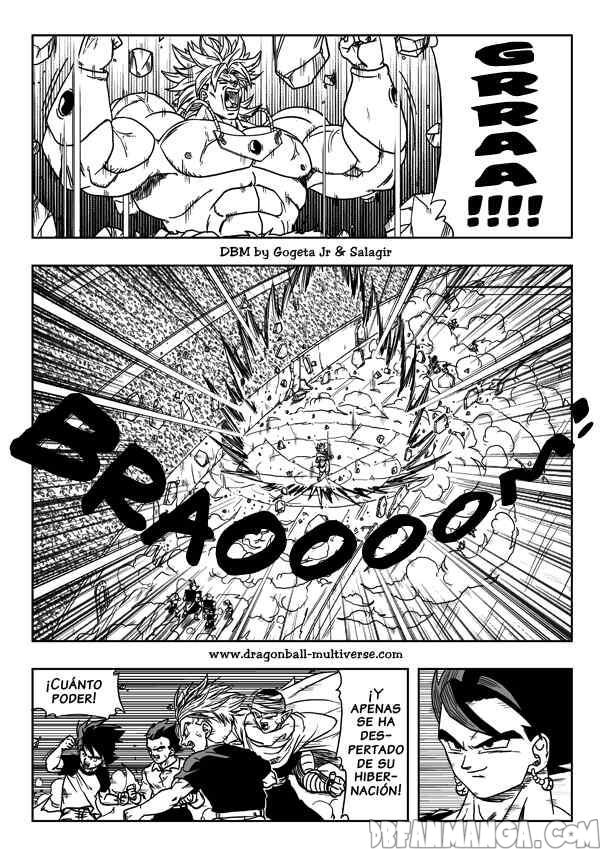 GRRAA!!!!
DBM by Gogeta Jr & Salagir
BRAOOOOM!!
www.dragonball-multiverse.com
¡CUÁNTO
PODER!
¡Y
APENAS
SE HA
DES-
PERTADO
DE SU
HIBER-
NACIÓN!
DBFANMANGA.COM